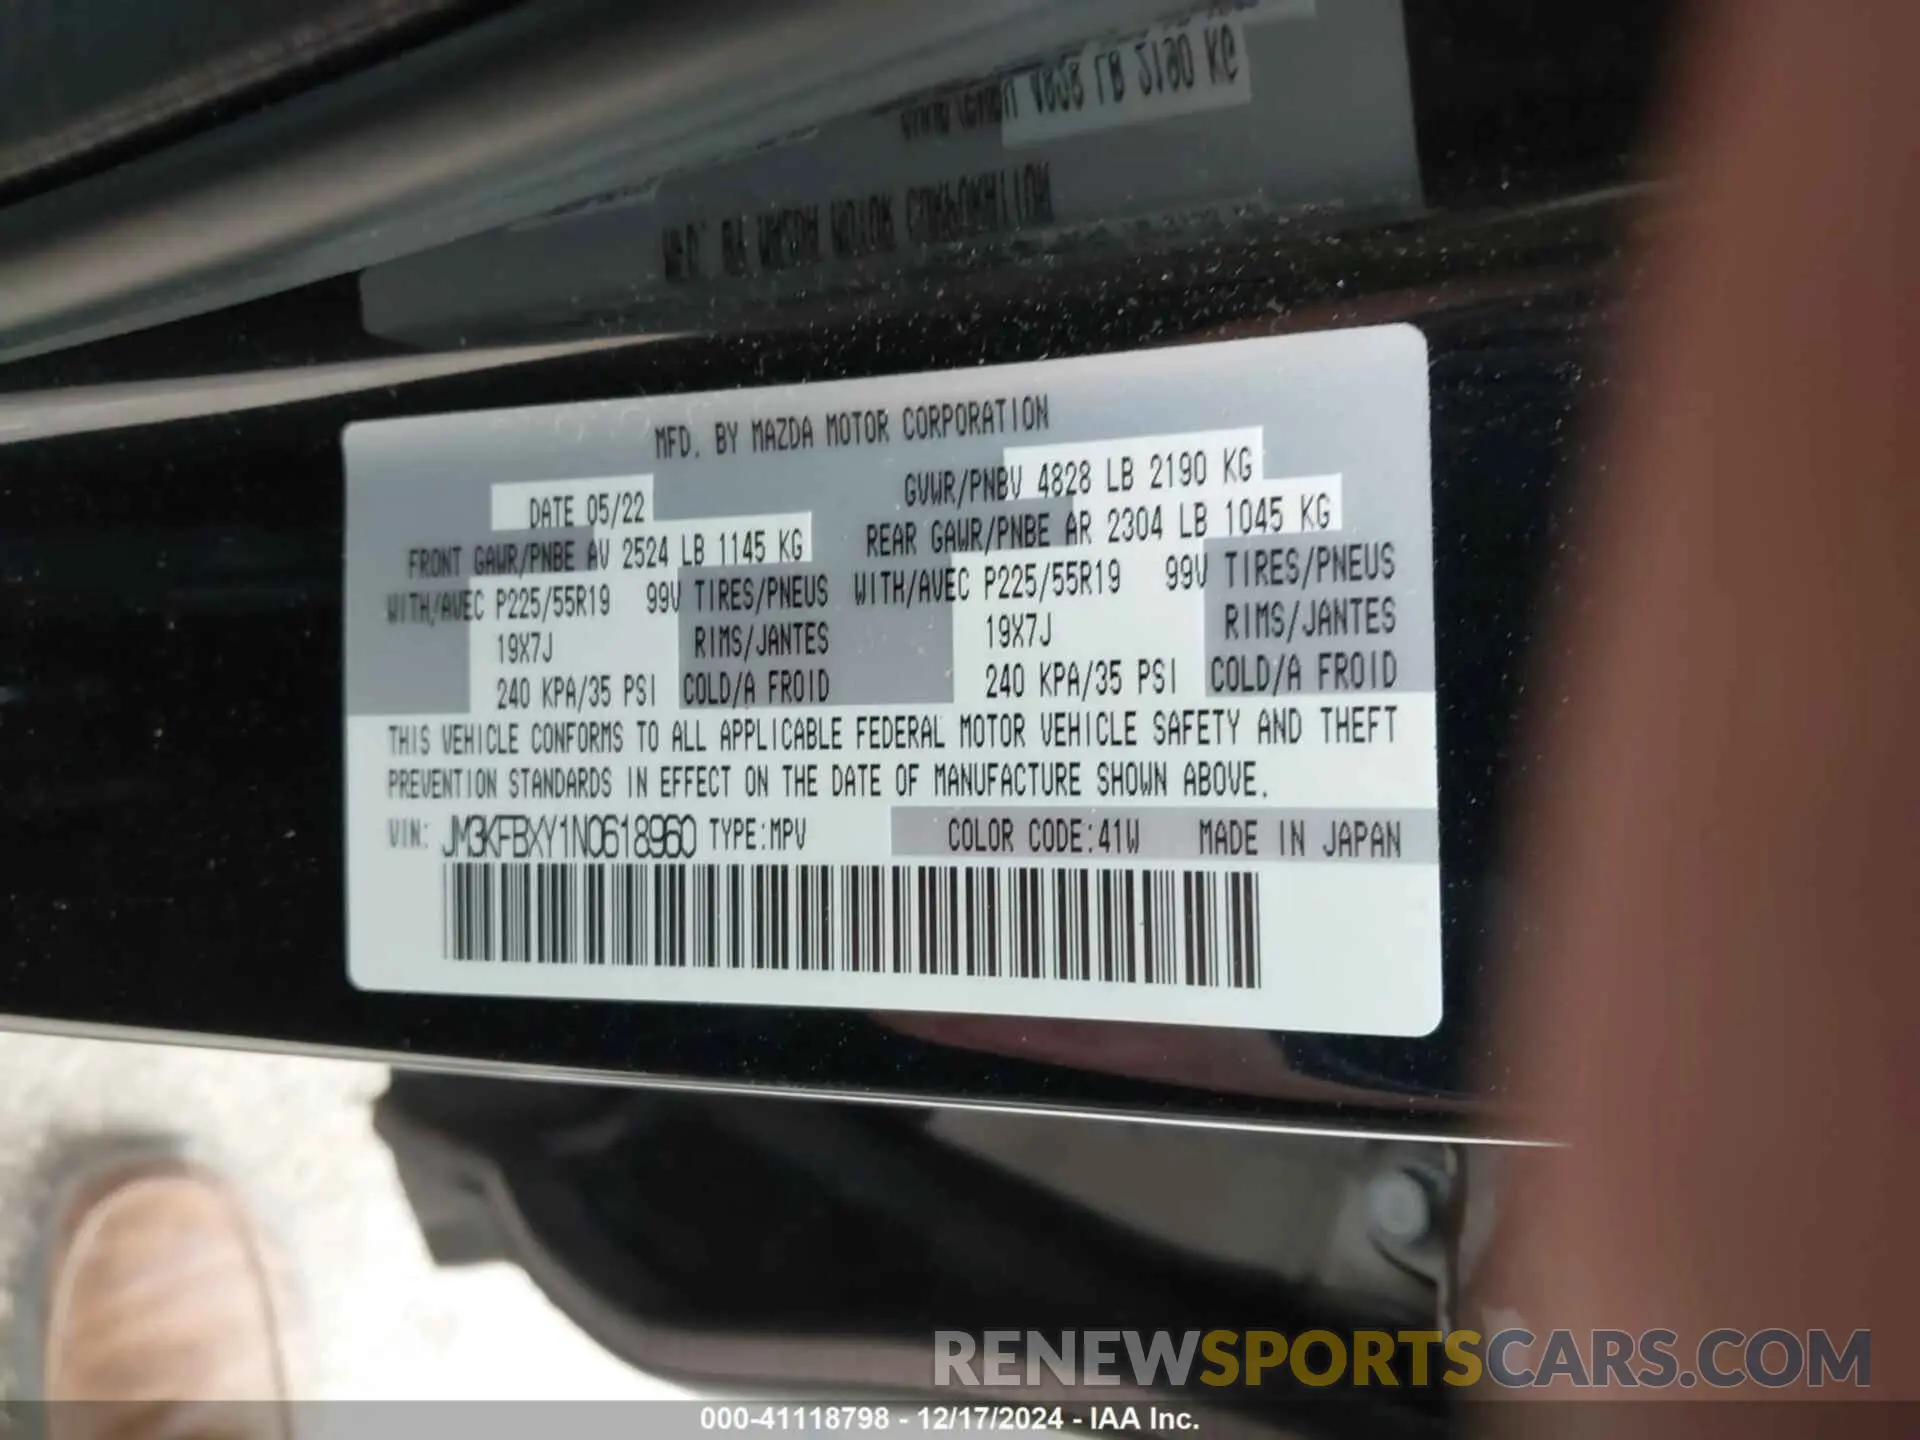 MFD. BY MAZDA MOTOR CORPORATION
DATE 05/22 GVWR/PNBV 4828 LB 2190 KG
FRONT GAWR/PNBE AV 2524 LB 1145 KG REAR GAWR/PNBE AR 2304 LB 1045 KG
WITH/AVEC P225/55R19 99V TIRES/PNEUS WITH/AVEC P225/55R19 99V TIRES/PNEUS
19X7J RIMS/JANTES 19X7J RIMS/JANTES
240 KPA/35 PSI COLD/A FROID 240 KPA/35 PSI COLD/A FROID
THIS VEHICLE CONFORMS TO ALL APPLICABLE FEDERAL MOTOR VEHICLE SAFETY AND THEFT
PREVENTION STANDARDS IN EFFECT ON THE DATE OF MANUFACTURE SHOWN ABOVE.
VIN: JM3KFBXY1N0618960 TYPE:MPV COLOR CODE:41W MADE IN JAPAN
RENEWSPORTSCARS.COM
000-41118798 - 12/17/2024 - IAA Inc.